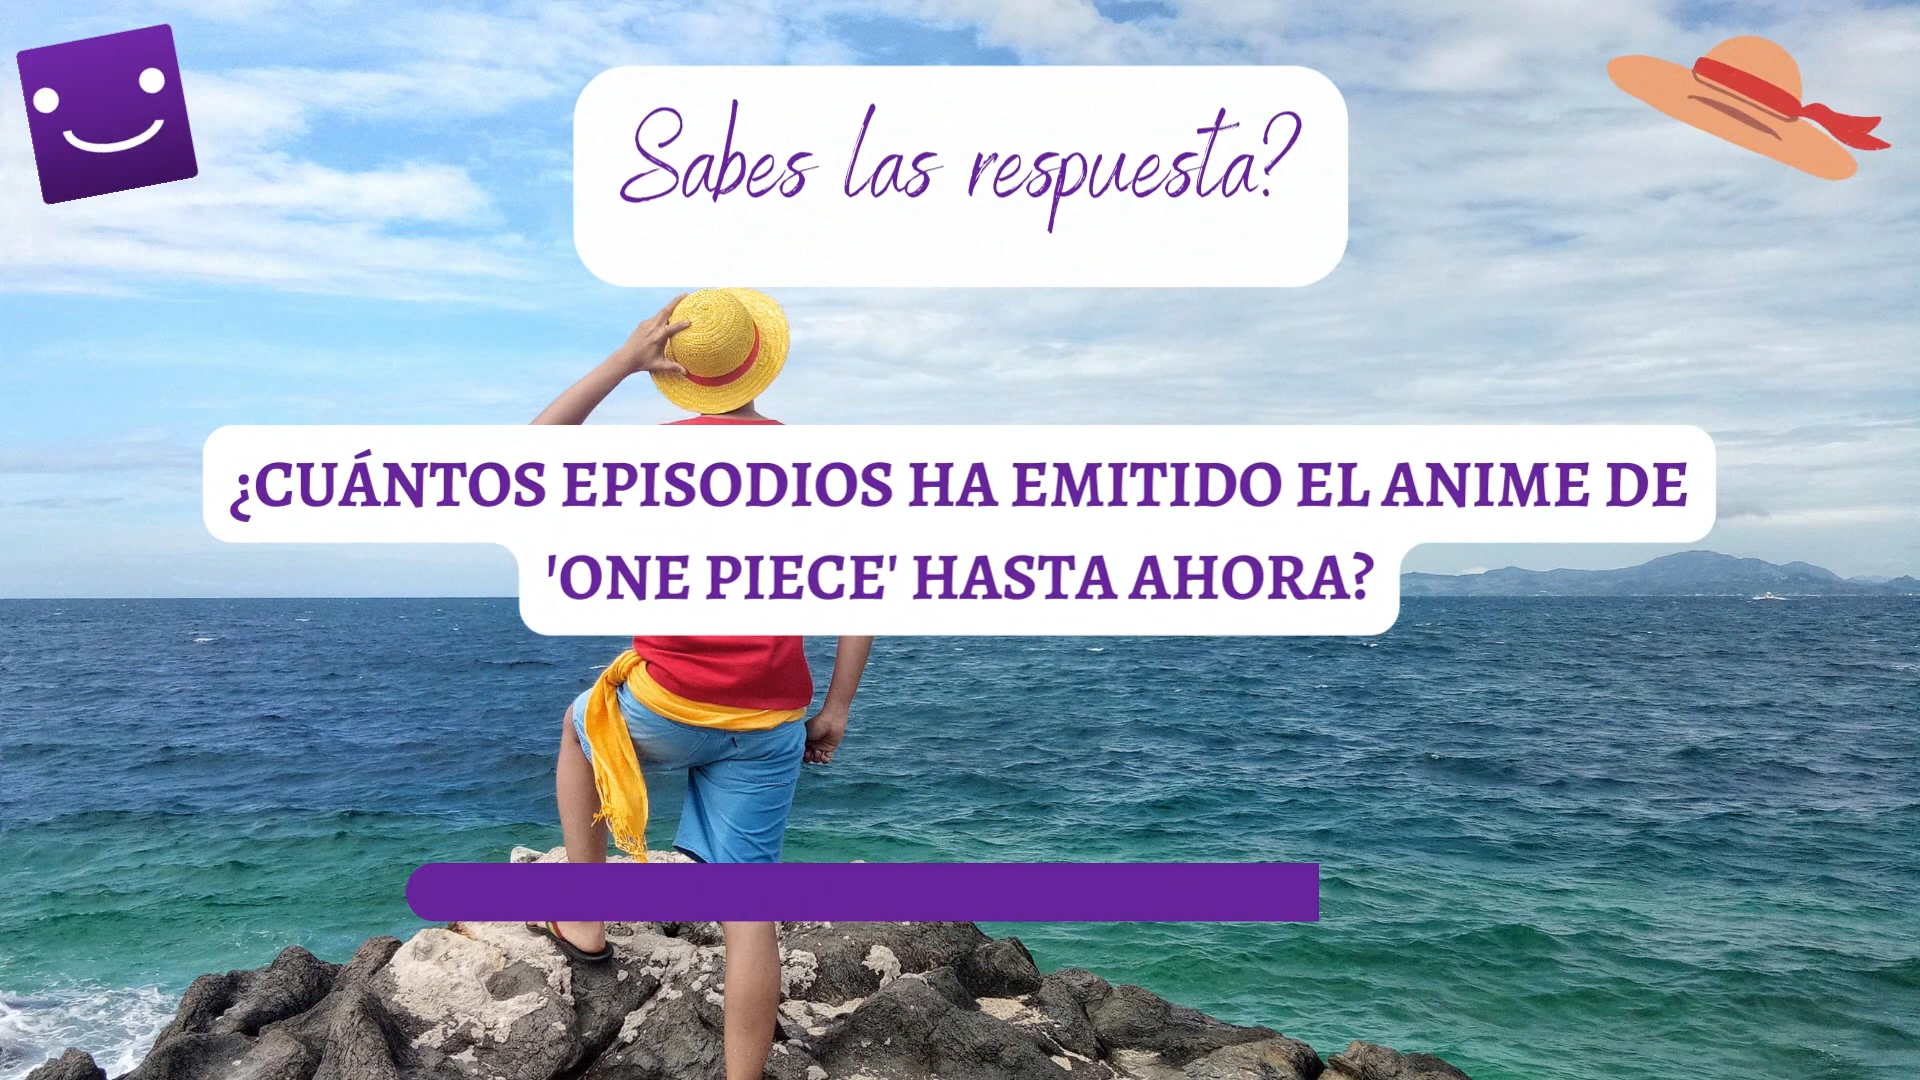 Sabes las respuesta?
¿CUÁNTOS EPISODIOS HA EMITIDO EL ANIME DE
'ONE PIECE' HASTA AHORA?